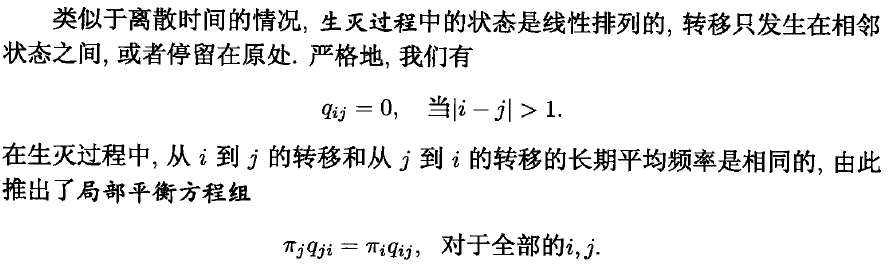 类似于离散时间的情况, 生灭过程中的状态是线性排列的, 转移只发生在相邻
状态之间, 或者停留在原处. 严格地, 我们有
q_{ij} = 0, 当|i − j| > 1.
在生灭过程中, 从 i 到 j 的转移和从 j 到 i 的转移的长期平均频率是相同的, 由此
推出了局部平衡方程组
π_j q_{ji} = π_i q_{ij}, 对于全部的i, j.